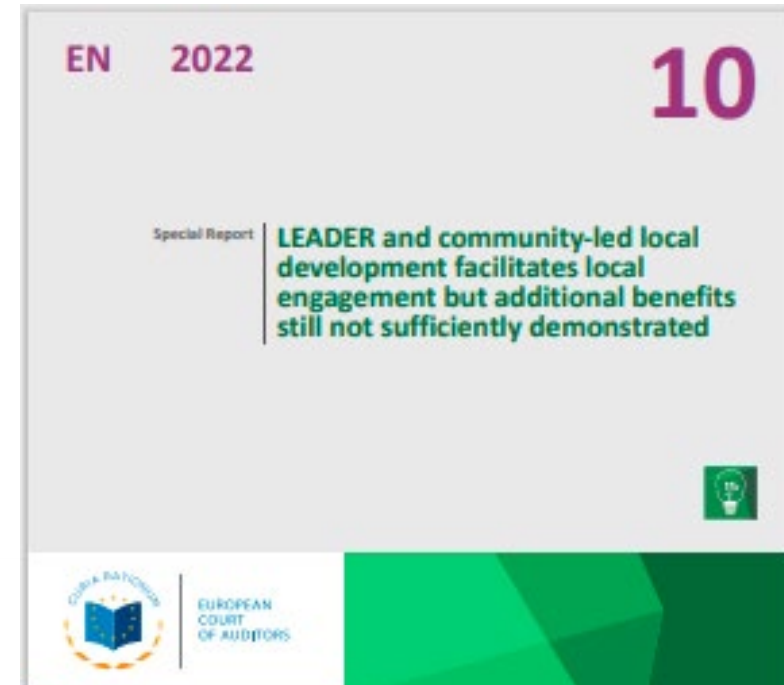 EN 2022 10
Special Report
LEADER and community-led local
development facilitates local
engagement but additional benefits
still not sufficiently demonstrated
CURIA RATIONUM
EUROPEAN
COURT
OF AUDITORS